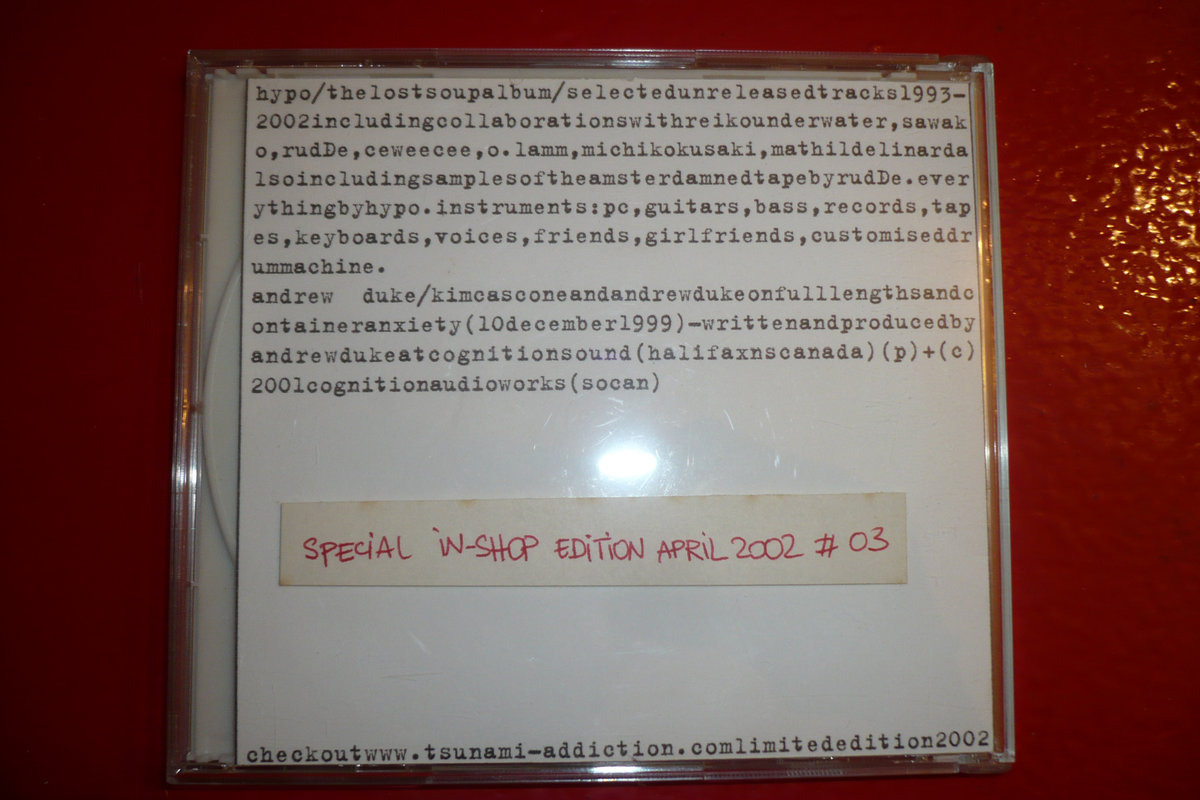 hypo/thelostsoupalbum/selectedunreleasedtracks1993-
2002includingcollaborationswithreikounderwater,sawak
o,rudDe,ceweecee,o.lamm,michikokusaki,mathildelinarda
lsoincludingsamplesoftheamsterdamnedtapebyrudDe.ever
ythingbyhypo.instruments:pc,guitars,bass,records,tap
es,keyboards,voices,friends,girlfriends,customiseddr
ummachine.
andrew duke/kimcasconeandandrewdukeonfulllengthsandc
ontaineranxiety(10december1999)-writtenandproducedby
andrewdukeatcognitionsound(halifaxnscanada)(p)+(c)
2001cognitionaudioworks(socan)
SPECiAL iN-SHOP EDiTiON APRiL 2002 # 03
checkoutwww.tsunami-addiction.comlimitededition2002